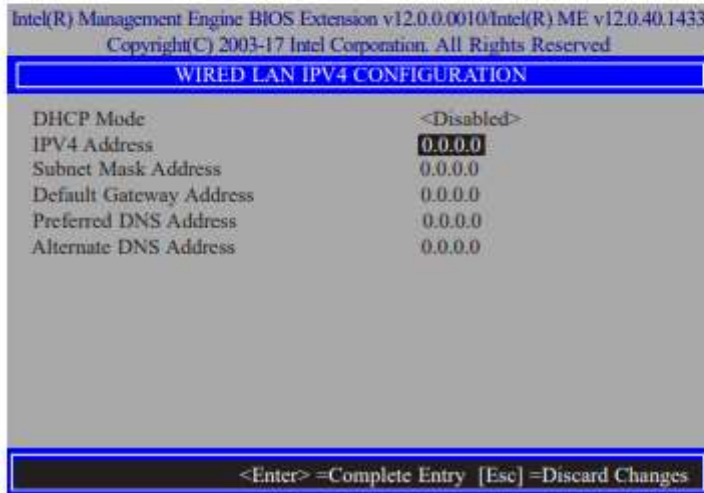 Intel(R) Management Engine BIOS Extension v12.0.0.0010/Intel(R) ME v12.0.40.1433
Copyright(C) 2003-17 Intel Corporation. All Rights Reserved
WIRED LAN IPV4 CONFIGURATION
DHCP Mode <Disabled>
IPV4 Address 0.0.0.0
Subnet Mask Address 0.0.0.0
Default Gateway Address 0.0.0.0
Preferred DNS Address 0.0.0.0
Alternate DNS Address 0.0.0.0
<Enter> =Complete Entry [Esc] =Discard Changes